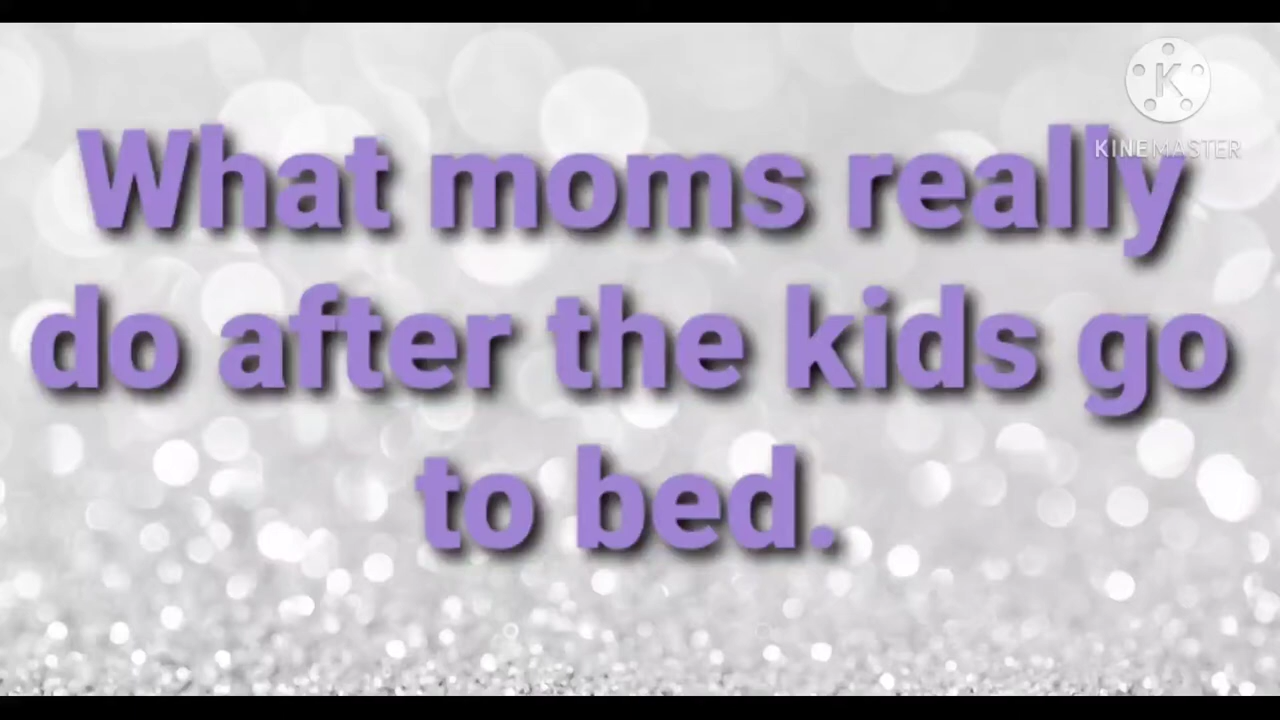 K
KINEMASTER
What moms really
do after the kids go
to bed.